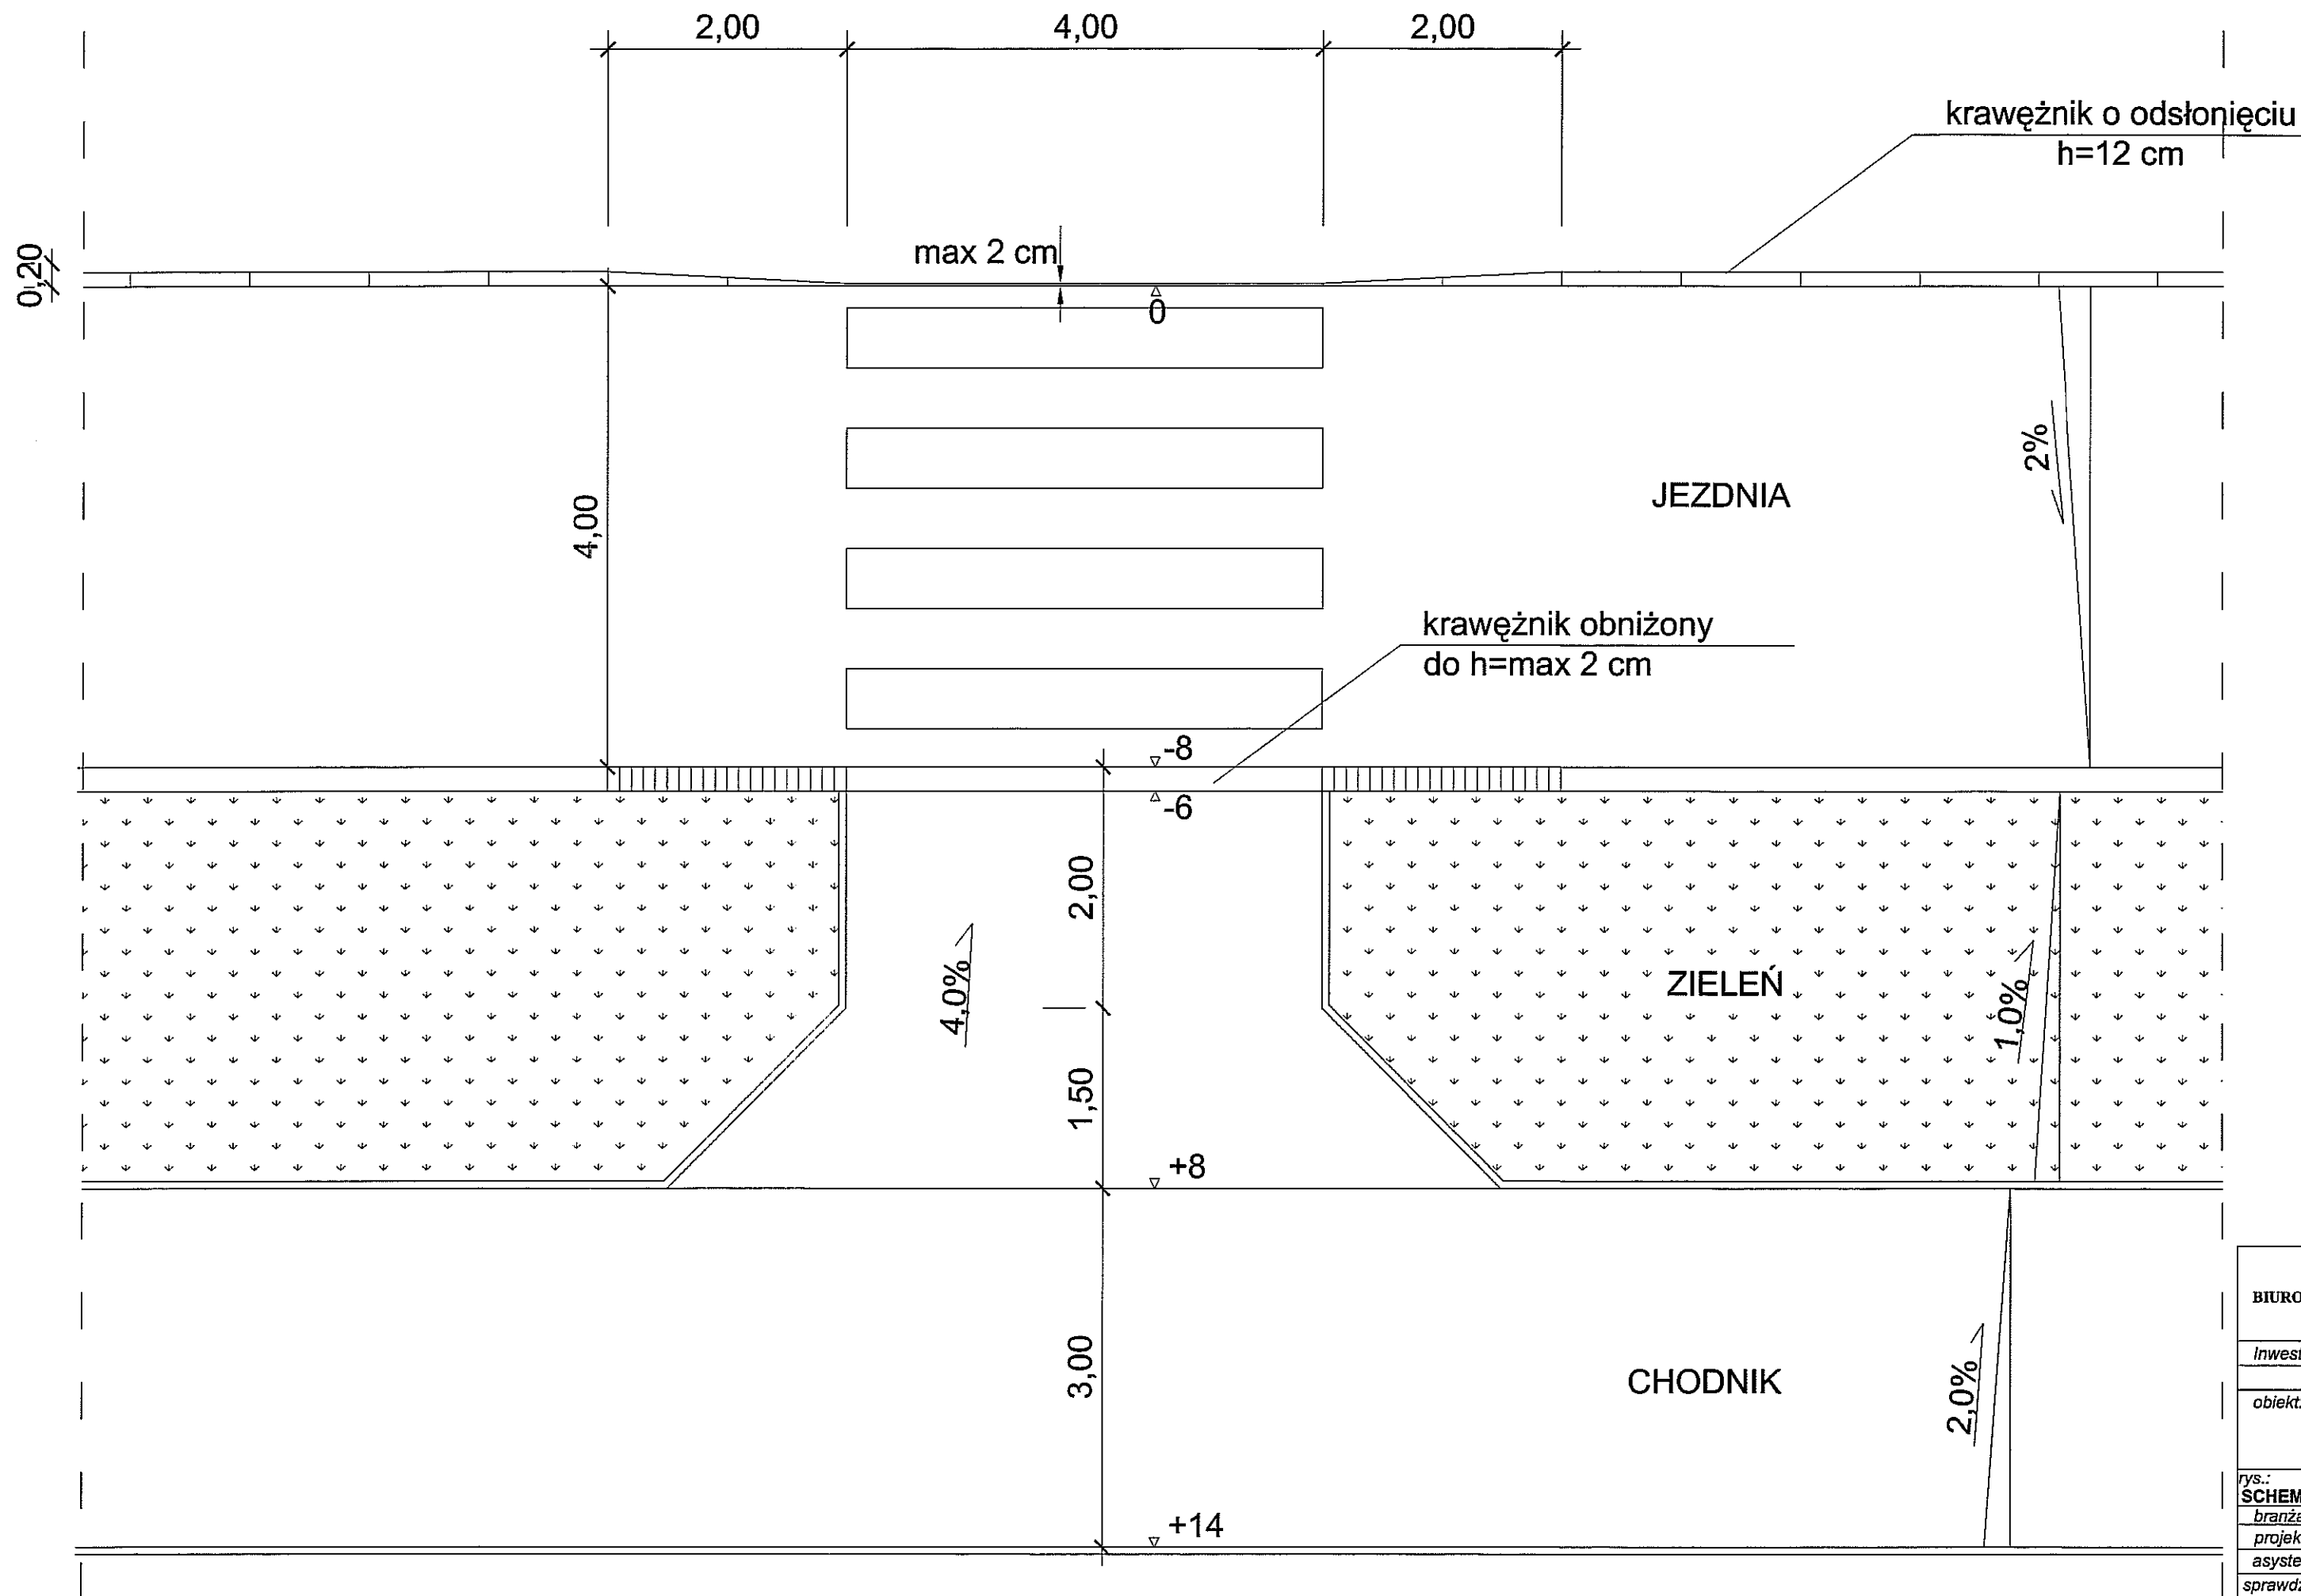 2,00
4,00
2,00
krawężnik o odsłonięciu
h=12 cm
max 2 cm
0,20
0
2%
JEZDNIA
4,00
krawężnik obniżony
do h=max 2 cm
-8
-6
2,00
4,0%
ZIELEŃ
1,0%
1,50
+8
BIURO
Inwest
3,00
CHODNIK
2,0%
obiekt:
rys.:
SCHEM
branża
projek
+14
asyste
sprawdz